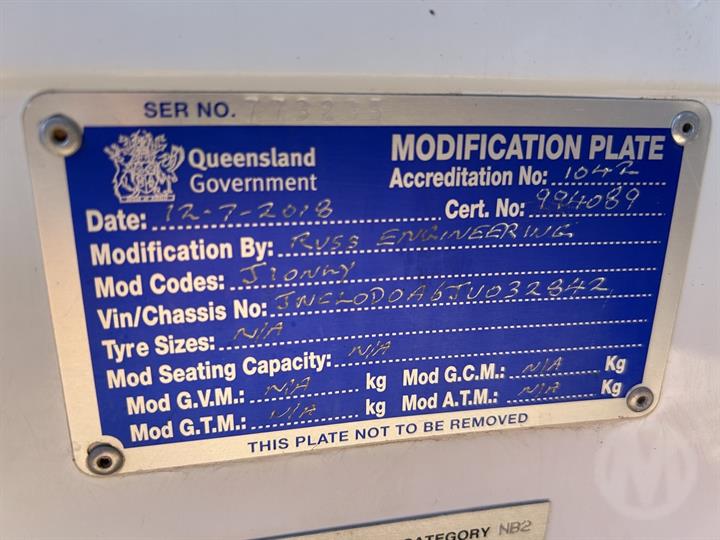 SER NO. 773235
Queensland Government
MODIFICATION PLATE
Accreditation No: 1042
Date: 12-7-2018
Cert. No: 994089
Modification By: RUSS ENGINEERING
Mod Codes: J1ONLY
Vin/Chassis No: JNCLODOA6JU032842
Tyre Sizes: N/A
Mod Seating Capacity: N/A
Mod G.V.M.: N/A kg Mod G.C.M.: N/A Kg
Mod G.T.M.: N/A kg Mod A.T.M.: N/A Kg
THIS PLATE NOT TO BE REMOVED
CATEGORY NB2